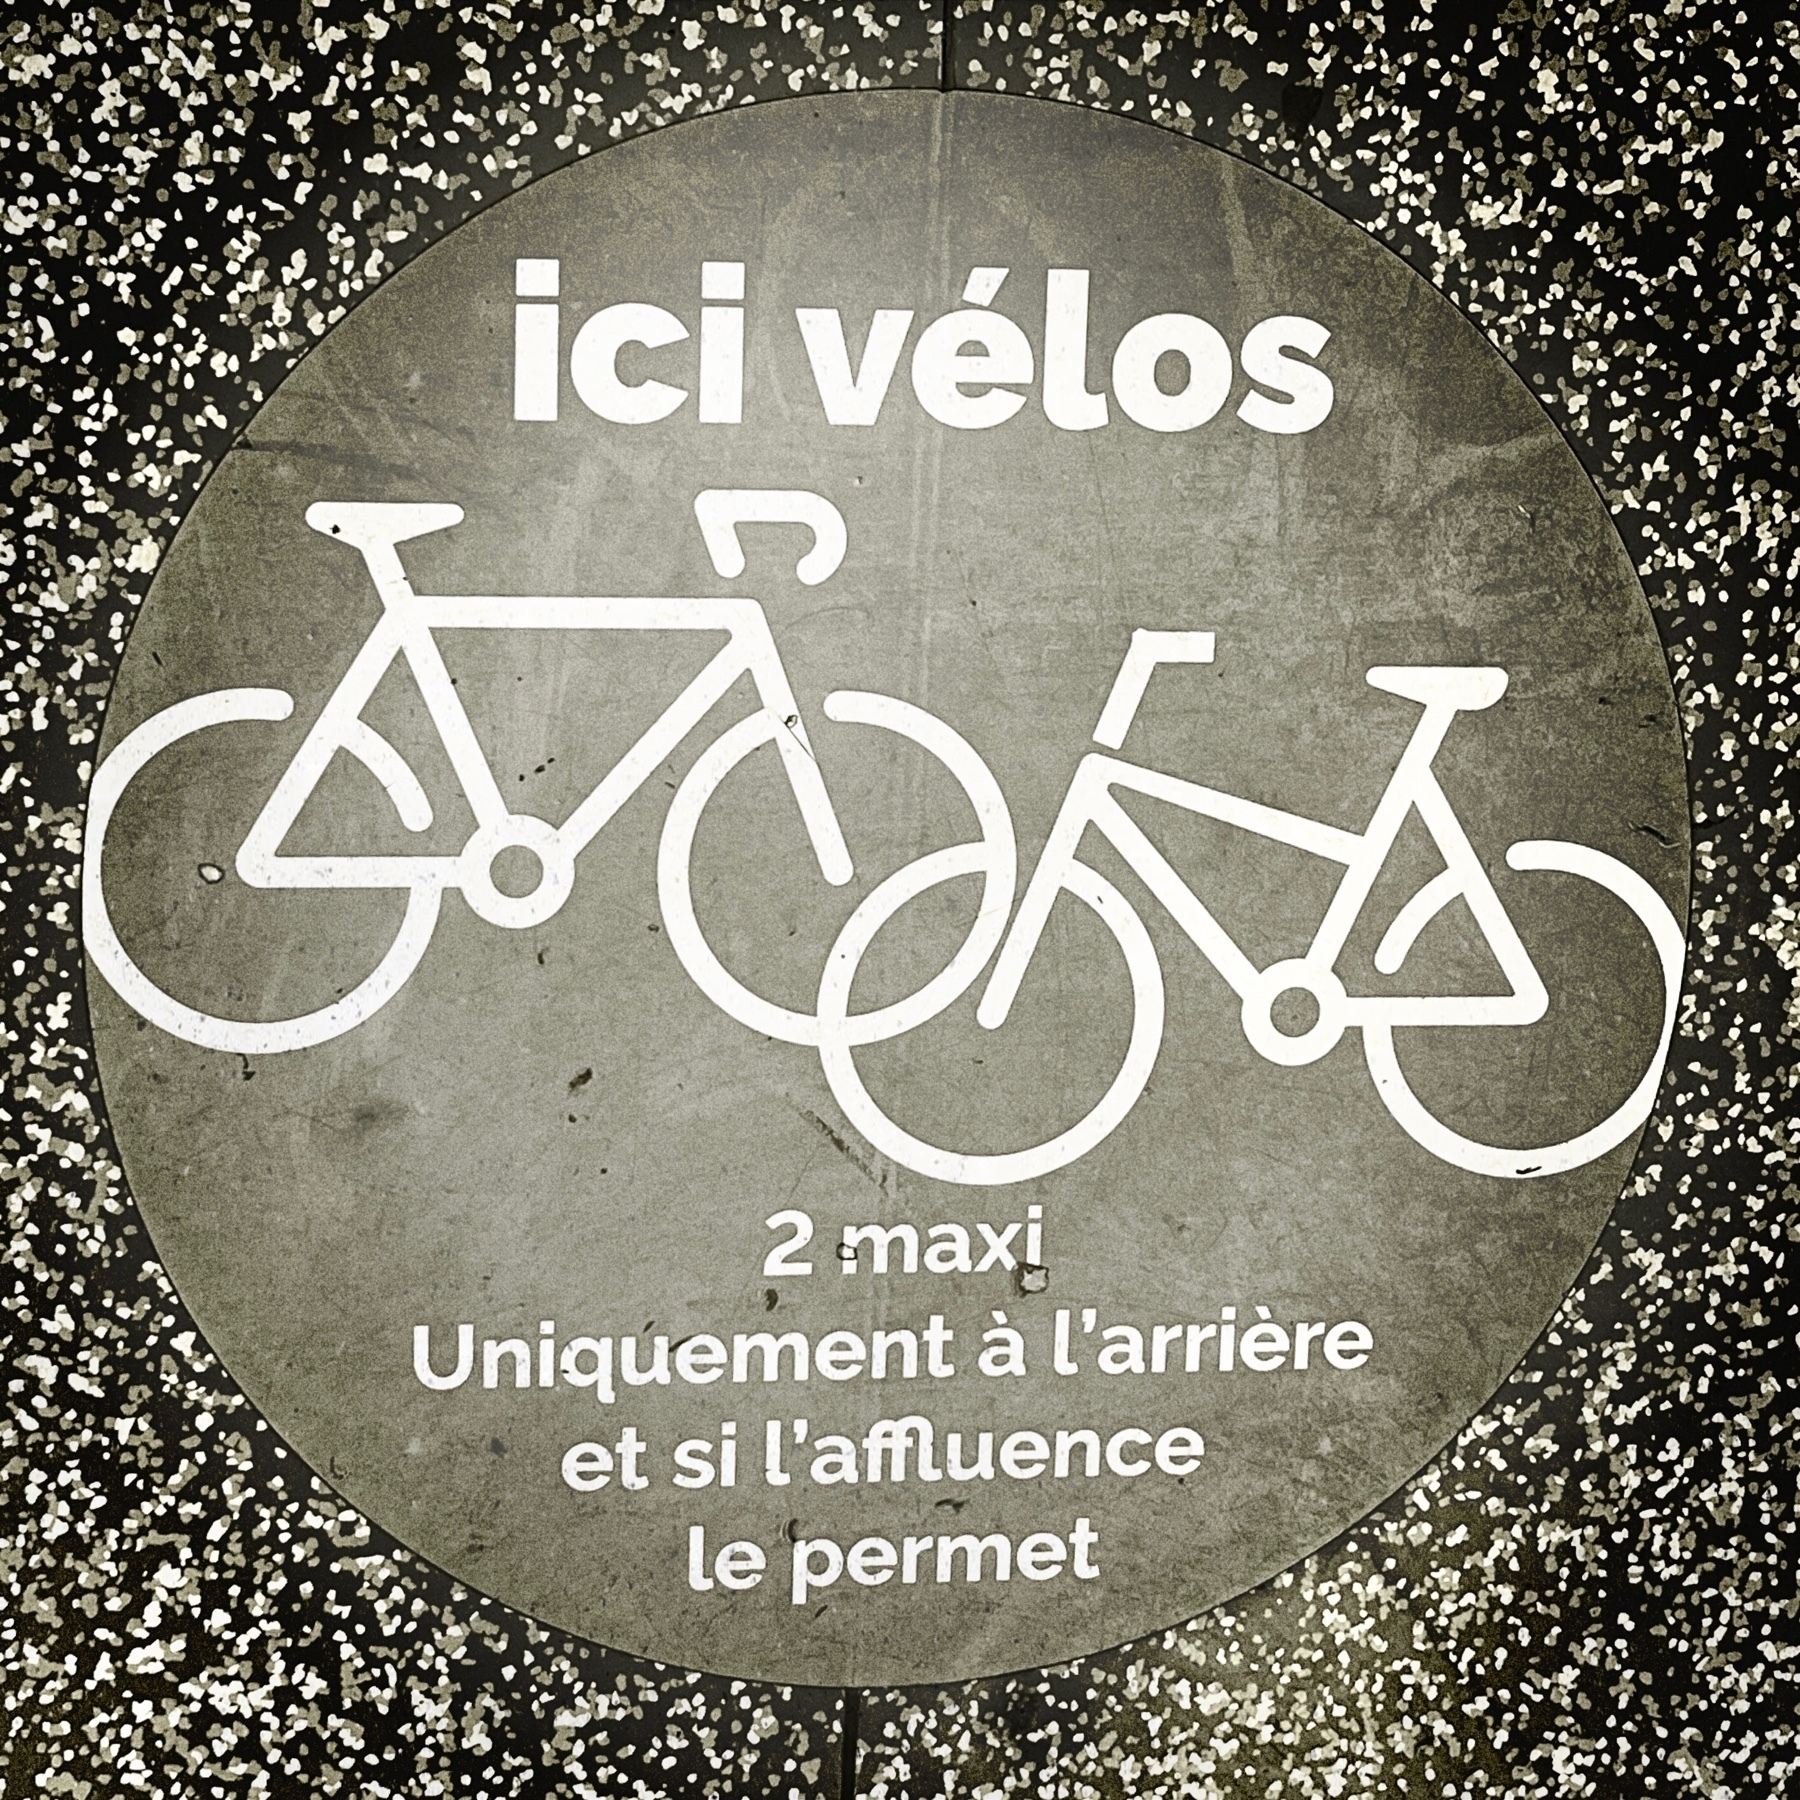 ici vélos
2 maxi
Uniquement à l'arrière
et si l'affluence
le permet